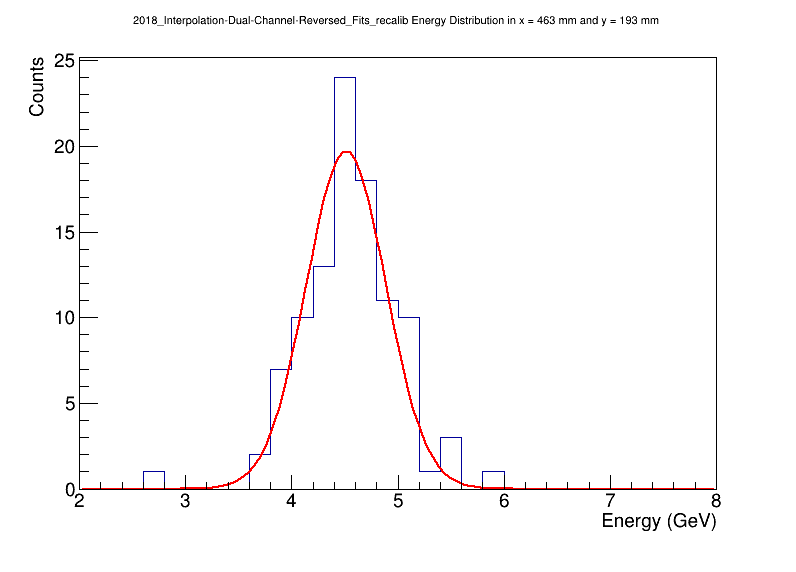 2018_Interpolation-Dual-Channel-Reversed_Fits_recalib Energy Distribution in x = 463 mm and y = 193 mm
Counts
25
20
15
10
5
0
2 3 4 5 6 7 8
Energy (GeV)